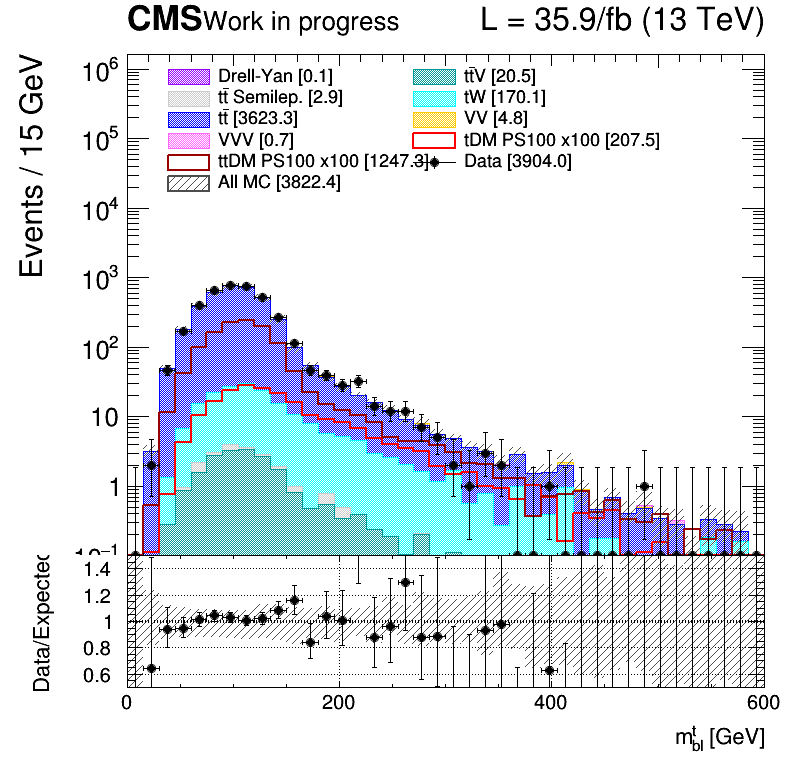 CMS Work in progress L = 35.9/fb (13 TeV)
Events / 15 GeV
10⁶
10⁵
10⁴
10³
10²
10
1
10⁻¹
Drell-Yan [0.1]
tt̄ Semilep. [2.9]
tt̄ [3623.3]
VVV [0.7]
ttDM PS100 x100 [1247.3]
All MC [3822.4]
tt̄V [20.5]
tW [170.1]
VV [4.8]
tDM PS100 x100 [207.5]
Data [3904.0]
Data/Expected
1.4
1.2
1
0.8
0.6
0 200 400 600
mᵗbl [GeV]